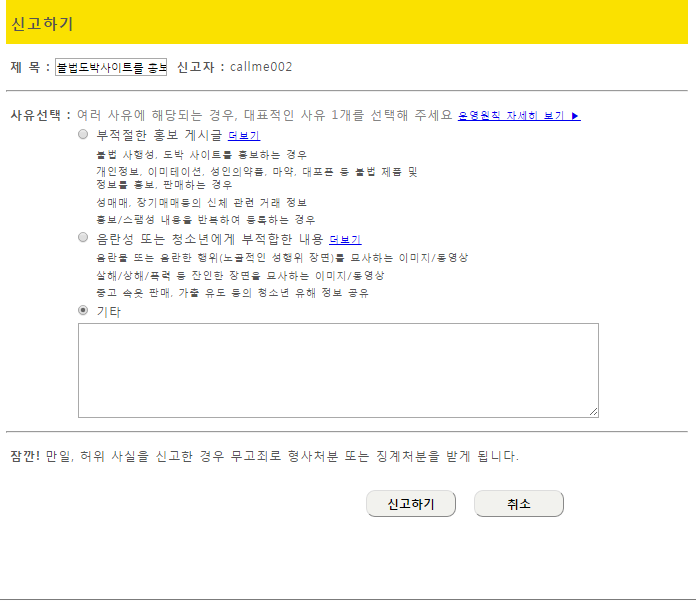 신고하기
제 목 : 불법도박사이트를 홍보 신고자 : callme002
사유선택 : 여러 사유에 해당되는 경우, 대표적인 사유 1개를 선택해 주세요 운영원칙 자세히 보기 ▶
부적절한 홍보 게시글 더보기
불법 사행성, 도박 사이트를 홍보하는 경우
개인정보, 이미테이션, 성인의약품, 마약, 대포폰 등 불법 제품 및
정보를 홍보, 판매하는 경우
성매매, 장기매매등의 신체 관련 거래 정보
홍보/스팸성 내용을 반복하여 등록하는 경우
음란성 또는 청소년에게 부적합한 내용 더보기
음란물 또는 음란한 행위(노골적인 성행위 장면)를 묘사하는 이미지/동영상
살해/상해/폭력 등 잔인한 장면을 묘사하는 이미지/동영상
중고 속옷 판매, 가출 유도 등의 청소년 유해 정보 공유
기타
잠깐! 만일, 허위 사실을 신고한 경우 무고죄로 형사처분 또는 징계처분을 받게 됩니다.
신고하기 취소